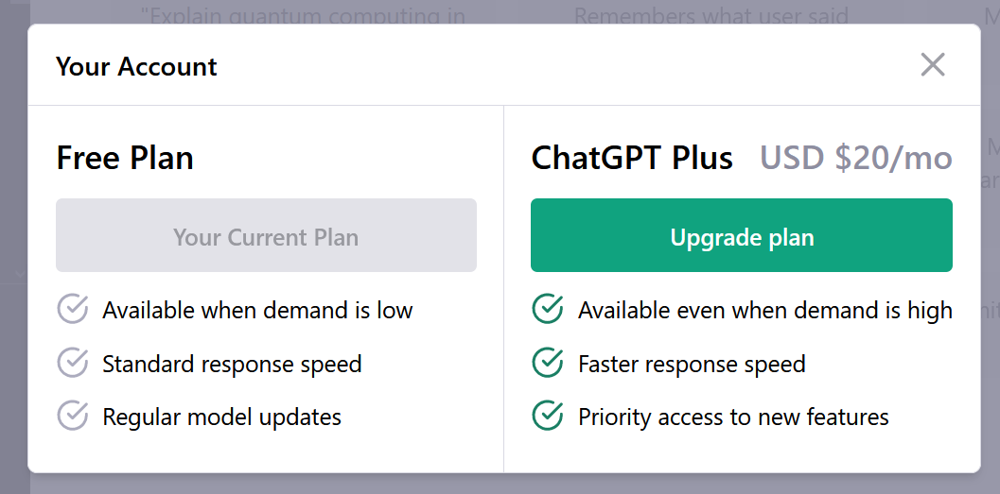 "Explain quantum computing in
Remembers what user said
Your Account
Free Plan
Your Current Plan
Available when demand is low
Standard response speed
Regular model updates
ChatGPT Plus USD $20/mo
Upgrade plan
Available even when demand is high
Faster response speed
Priority access to new features